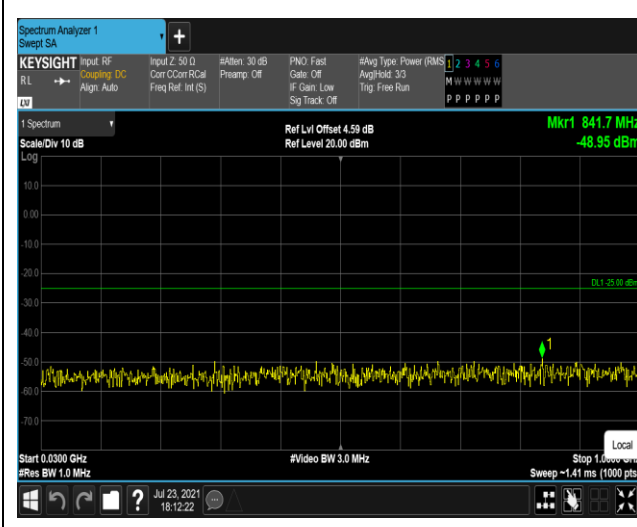 Spectrum Analyzer 1
Swept SA
+
KEYSIGHT Input: RF Input Z: 50 Ω #Atten: 30 dB PNO: Fast #Avg Type: Power (RMS 1 2 3 4 5 6
RL Coupling: DC Corr CCorr RCal Preamp: Off Gate: Off Avg|Hold: 3/3 M W W W W W
Align: Auto Freq Ref: Int (S) IF Gain: Low Trig: Free Run
LXI Sig Track: Off P P P P P P
1 Spectrum Ref Lvl Offset 4.59 dB Mkr1 841.7 MHz
Scale/Div 10 dB Ref Level 20.00 dBm -48.95 dBm
Log
10.0
0.00
-10.0
-20.0
DL1 -25.00 dBm
-30.0
-40.0
1
-50.0
-60.0
-70.0
Local
Start 0.0300 GHz #Video BW 3.0 MHz Stop
#Res BW 1.0 MHz Sweep ~1.41 ms (1000 pts
? Jul 23, 2021
18:12:22